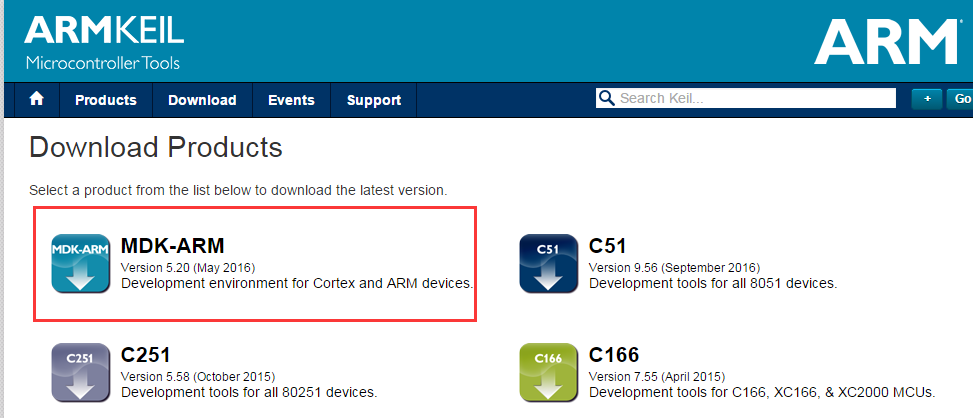 ARMKEIL
Microcontroller Tools
ARM
Products Download Events Support Search Keil... + Go
Download Products
Select a product from the list below to download the latest version.
MDK-ARM
MDK-ARM
Version 5.20 (May 2016)
Development environment for Cortex and ARM devices.
C51
C51
Version 9.56 (September 2016)
Development tools for all 8051 devices.
C251
C251
Version 5.58 (October 2015)
Development tools for all 80251 devices.
C166
C166
Version 7.55 (April 2015)
Development tools for C166, XC166, & XC2000 MCUs.